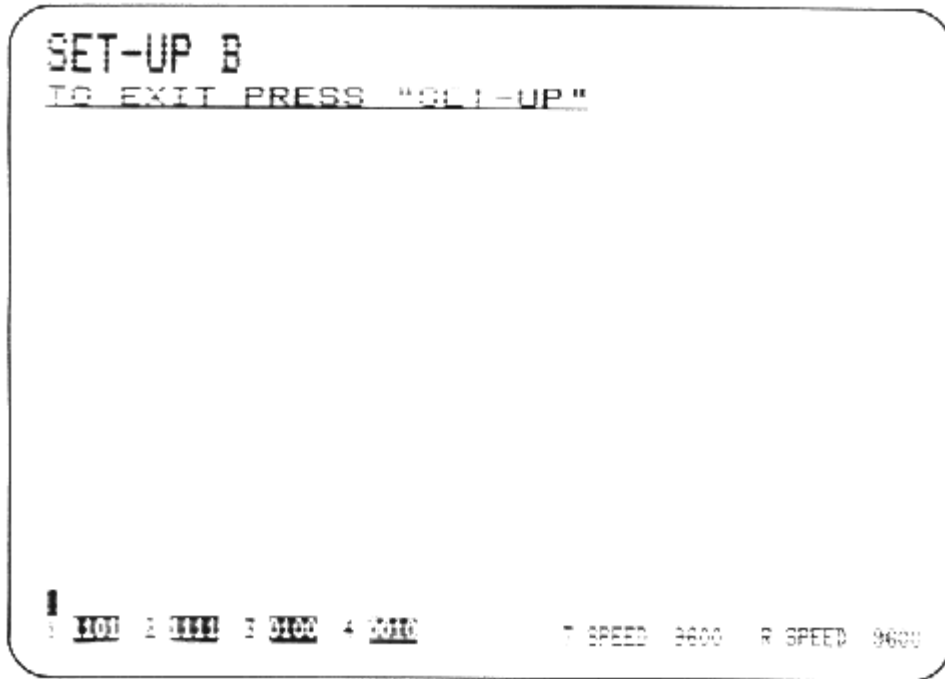 SET-UP B
TO EXIT PRESS "SET-UP"
1 1101 2 1111 3 0100 4 0010 T SPEED 9600 R SPEED 9600